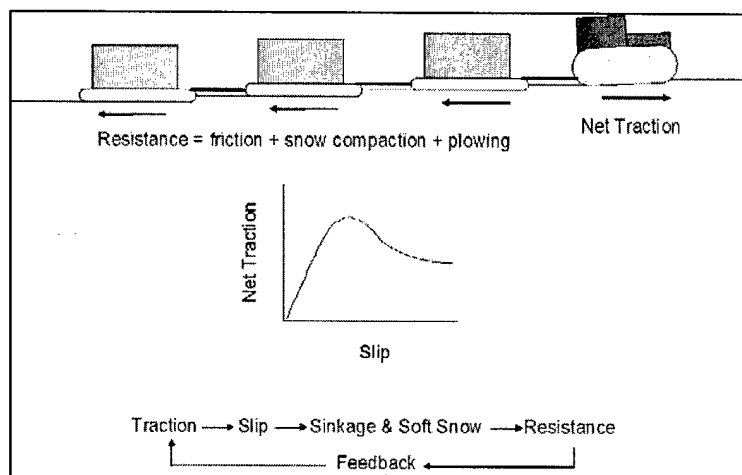 Resistance = friction + snow compaction + plowing
Net Traction
Net Traction
Slip
Traction → Slip → Sinkage & Soft Snow → Resistance
Feedback